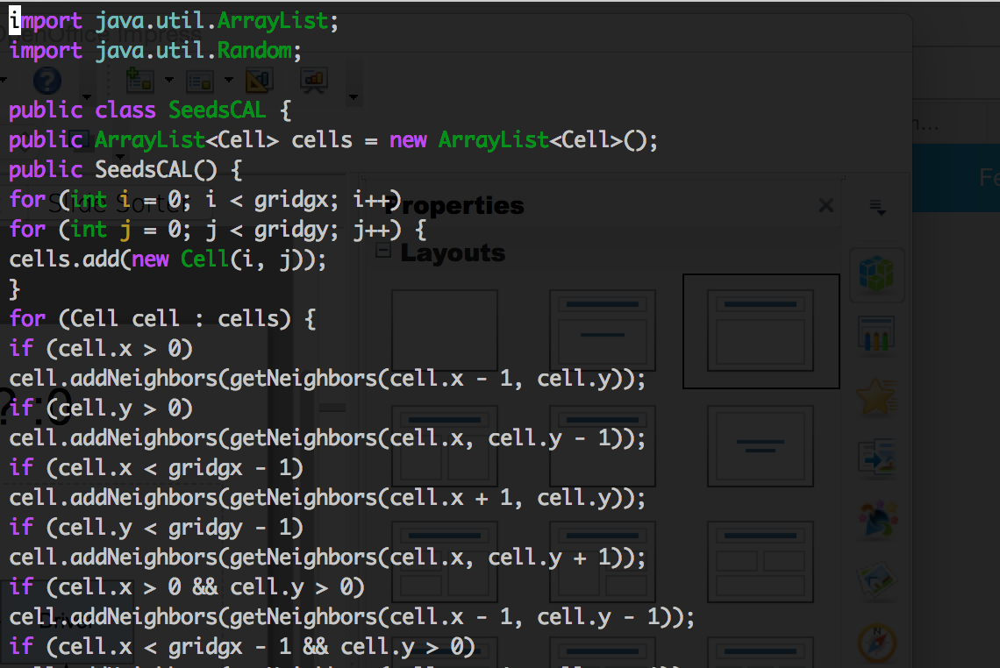 import java.util.ArrayList;
import java.util.Random;
public class SeedsCAL {
public ArrayList<Cell> cells = new ArrayList<Cell>();
public SeedsCAL() {
for (int i = 0; i < gridgx; i++)
for (int j = 0; j < gridgy; j++) {
cells.add(new Cell(i, j));
}
for (Cell cell : cells) {
if (cell.x > 0)
cell.addNeighbors(getNeighbors(cell.x - 1, cell.y));
if (cell.y > 0)
cell.addNeighbors(getNeighbors(cell.x, cell.y - 1));
if (cell.x < gridgx - 1)
cell.addNeighbors(getNeighbors(cell.x + 1, cell.y));
if (cell.y < gridgy - 1)
cell.addNeighbors(getNeighbors(cell.x, cell.y + 1));
if (cell.x > 0 && cell.y > 0)
cell.addNeighbors(getNeighbors(cell.x - 1, cell.y - 1));
if (cell.x < gridgx - 1 && cell.y > 0)
OpenOffice Impress
Slide Sorter
Properties
Layouts
? :0
Driver
Fe